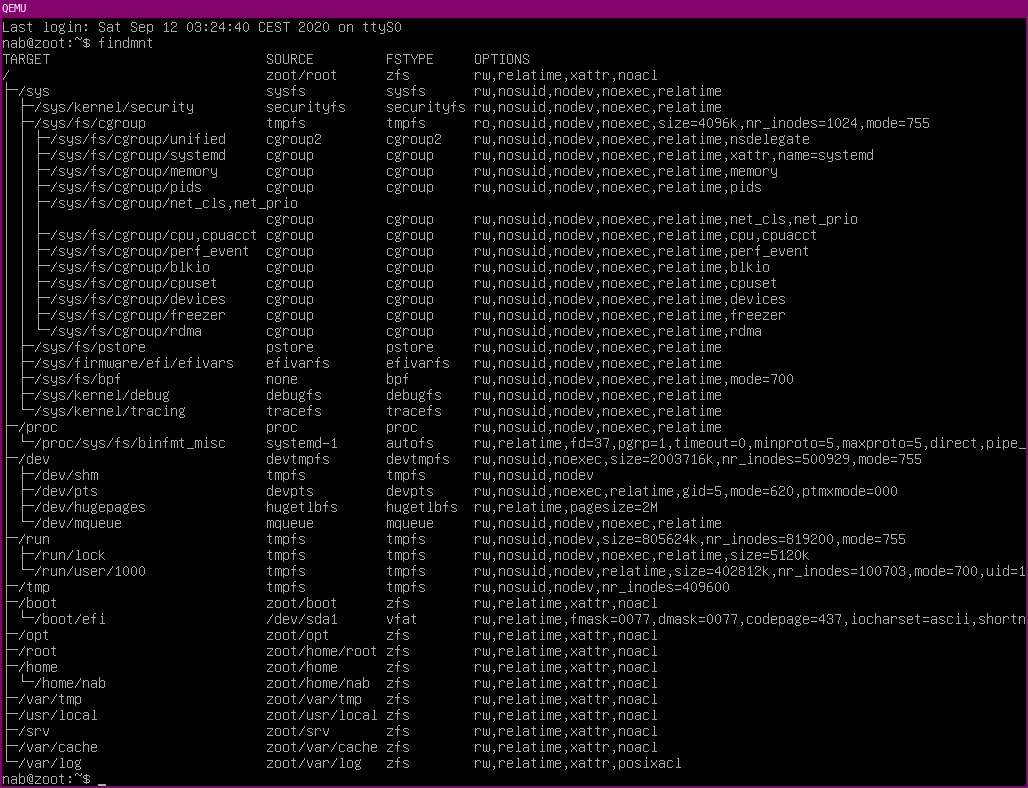 QEMU
Last login: Sat Sep 12 03:24:40 CEST 2020 on ttyS0
nab@zoot:~$ findmnt
TARGET                           SOURCE         FSTYPE     OPTIONS
/                                zoot/root      zfs        rw,relatime,xattr,noacl
├─/sys                           sysfs          sysfs      rw,nosuid,nodev,noexec,relatime
│ ├─/sys/kernel/security         securityfs     securityfs rw,nosuid,nodev,noexec,relatime
│ ├─/sys/fs/cgroup               tmpfs          tmpfs      ro,nosuid,nodev,noexec,size=4096k,nr_inodes=1024,mode=755
│ │ ├─/sys/fs/cgroup/unified     cgroup2        cgroup2    rw,nosuid,nodev,noexec,relatime,nsdelegate
│ │ ├─/sys/fs/cgroup/systemd     cgroup         cgroup     rw,nosuid,nodev,noexec,relatime,xattr,name=systemd
│ │ ├─/sys/fs/cgroup/memory      cgroup         cgroup     rw,nosuid,nodev,noexec,relatime,memory
│ │ ├─/sys/fs/cgroup/pids        cgroup         cgroup     rw,nosuid,nodev,noexec,relatime,pids
│ │ ├─/sys/fs/cgroup/net_cls,net_prio
│ │ │                            cgroup         cgroup     rw,nosuid,nodev,noexec,relatime,net_cls,net_prio
│ │ ├─/sys/fs/cgroup/cpu,cpuacct cgroup         cgroup     rw,nosuid,nodev,noexec,relatime,cpu,cpuacct
│ │ ├─/sys/fs/cgroup/perf_event  cgroup         cgroup     rw,nosuid,nodev,noexec,relatime,perf_event
│ │ ├─/sys/fs/cgroup/blkio       cgroup         cgroup     rw,nosuid,nodev,noexec,relatime,blkio
│ │ ├─/sys/fs/cgroup/cpuset      cgroup         cgroup     rw,nosuid,nodev,noexec,relatime,cpuset
│ │ ├─/sys/fs/cgroup/devices     cgroup         cgroup     rw,nosuid,nodev,noexec,relatime,devices
│ │ ├─/sys/fs/cgroup/freezer     cgroup         cgroup     rw,nosuid,nodev,noexec,relatime,freezer
│ │ └─/sys/fs/cgroup/rdma        cgroup         cgroup     rw,nosuid,nodev,noexec,relatime,rdma
│ ├─/sys/fs/pstore               pstore         pstore     rw,nosuid,nodev,noexec,relatime
│ ├─/sys/firmware/efi/efivars    efivarfs       efivarfs   rw,nosuid,nodev,noexec,relatime
│ ├─/sys/fs/bpf                  none           bpf        rw,nosuid,nodev,noexec,relatime,mode=700
│ ├─/sys/kernel/debug            debugfs        debugfs    rw,nosuid,nodev,noexec,relatime
│ └─/sys/kernel/tracing          tracefs        tracefs    rw,nosuid,nodev,noexec,relatime
├─/proc                          proc           proc       rw,nosuid,nodev,noexec,relatime
│ └─/proc/sys/fs/binfmt_misc     systemd-1      autofs     rw,relatime,fd=37,pgrp=1,timeout=0,minproto=5,maxproto=5,direct,pipe_
├─/dev                           devtmpfs       devtmpfs   rw,nosuid,noexec,size=2003716k,nr_inodes=500929,mode=755
│ ├─/dev/shm                     tmpfs          tmpfs      rw,nosuid,nodev
│ ├─/dev/pts                     devpts         devpts     rw,nosuid,noexec,relatime,gid=5,mode=620,ptmxmode=000
│ ├─/dev/hugepages               hugetlbfs      hugetlbfs  rw,relatime,pagesize=2M
│ └─/dev/mqueue                  mqueue         mqueue     rw,nosuid,nodev,noexec,relatime
├─/run                           tmpfs          tmpfs      rw,nosuid,nodev,size=805624k,nr_inodes=819200,mode=755
│ ├─/run/lock                    tmpfs          tmpfs      rw,nosuid,nodev,noexec,relatime,size=5120k
│ └─/run/user/1000               tmpfs          tmpfs      rw,nosuid,nodev,relatime,size=402812k,nr_inodes=100703,mode=700,uid=1
├─/tmp                           tmpfs          tmpfs      rw,nosuid,nodev,nr_inodes=409600
├─/boot                          zoot/boot      zfs        rw,relatime,xattr,noacl
│ └─/boot/efi                    /dev/sda1      vfat       rw,relatime,fmask=0077,dmask=0077,codepage=437,iocharset=ascii,shortn
├─/opt                           zoot/opt       zfs        rw,relatime,xattr,noacl
├─/root                          zoot/home/root zfs        rw,relatime,xattr,noacl
├─/home                          zoot/home      zfs        rw,relatime,xattr,noacl
│ └─/home/nab                    zoot/home/nab  zfs        rw,relatime,xattr,noacl
├─/var/tmp                       zoot/var/tmp   zfs        rw,relatime,xattr,noacl
├─/usr/local                     zoot/usr/local zfs        rw,relatime,xattr,noacl
├─/srv                           zoot/srv       zfs        rw,relatime,xattr,noacl
├─/var/cache                     zoot/var/cache zfs        rw,relatime,xattr,noacl
└─/var/log                       zoot/var/log   zfs        rw,relatime,xattr,posixacl
nab@zoot:~$ _